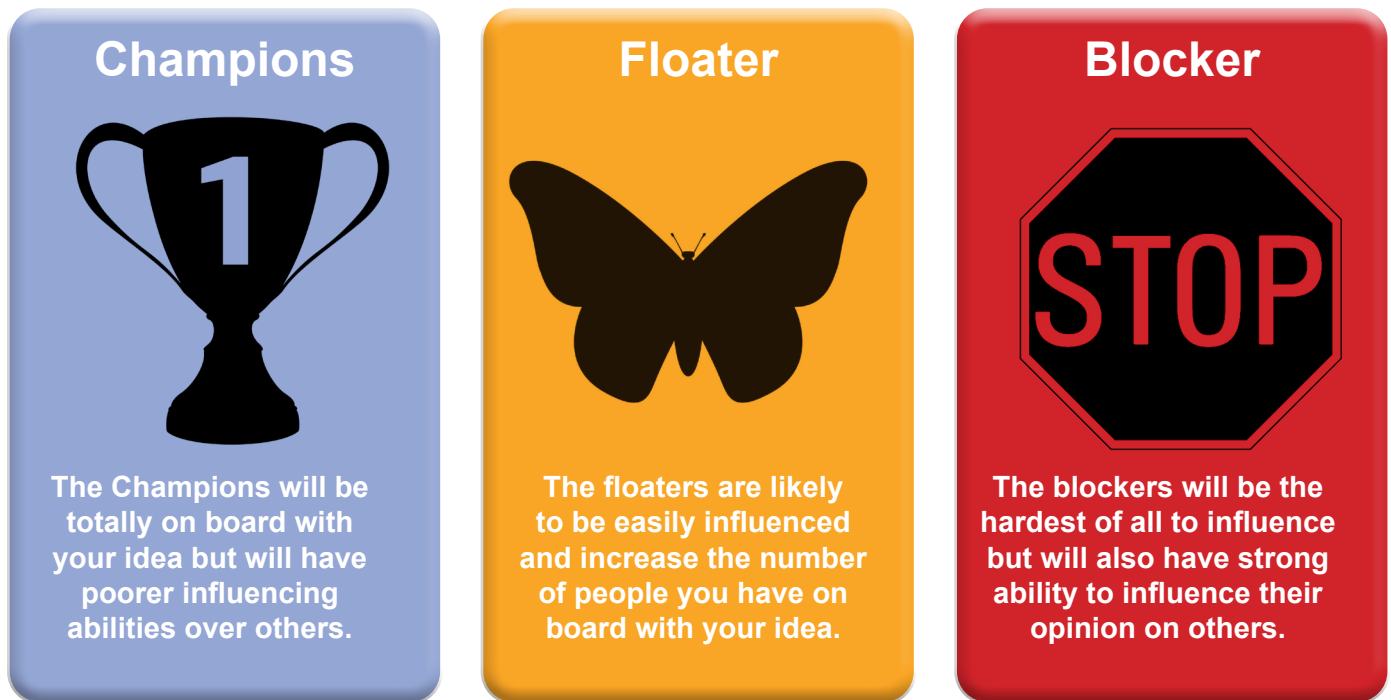 Champions
1
The Champions will be
totally on board with
your idea but will have
poorer influencing
abilities over others.
Floater
The floaters are likely
to be easily influenced
and increase the number
of people you have on
board with your idea.
Blocker
STOP
The blockers will be the
hardest of all to influence
but will also have strong
ability to influence their
opinion on others.